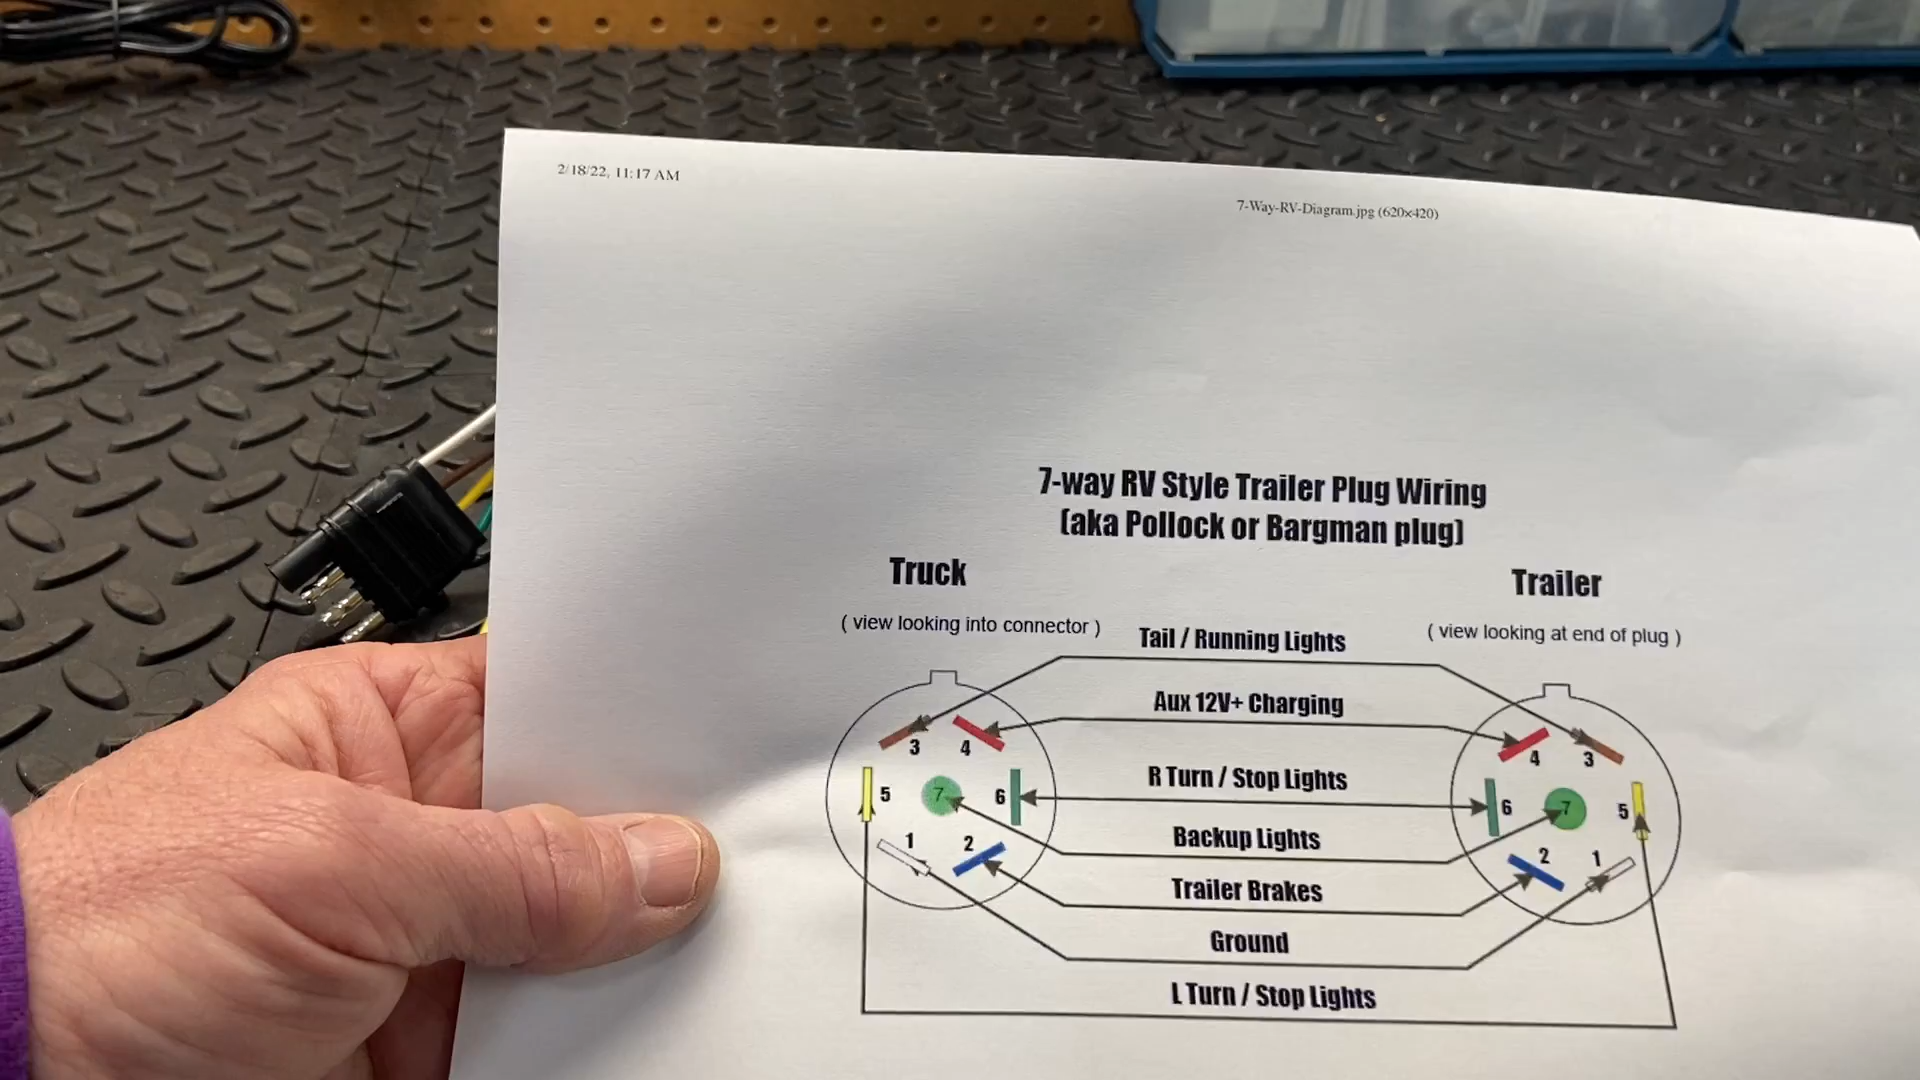 2/18/22, 11:17 AM
7-Way-RV-Diagram.jpg (620×420)
7-way RV Style Trailer Plug Wiring
(aka Pollock or Bargman plug)
Truck
Trailer
( view looking into connector )
( view looking at end of plug )
Tail / Running Lights
Aux 12V+ Charging
R Turn / Stop Lights
Backup Lights
Trailer Brakes
Ground
L Turn / Stop Lights
3 4
5 7 6
1 2
4 3
6 7 5
2 1